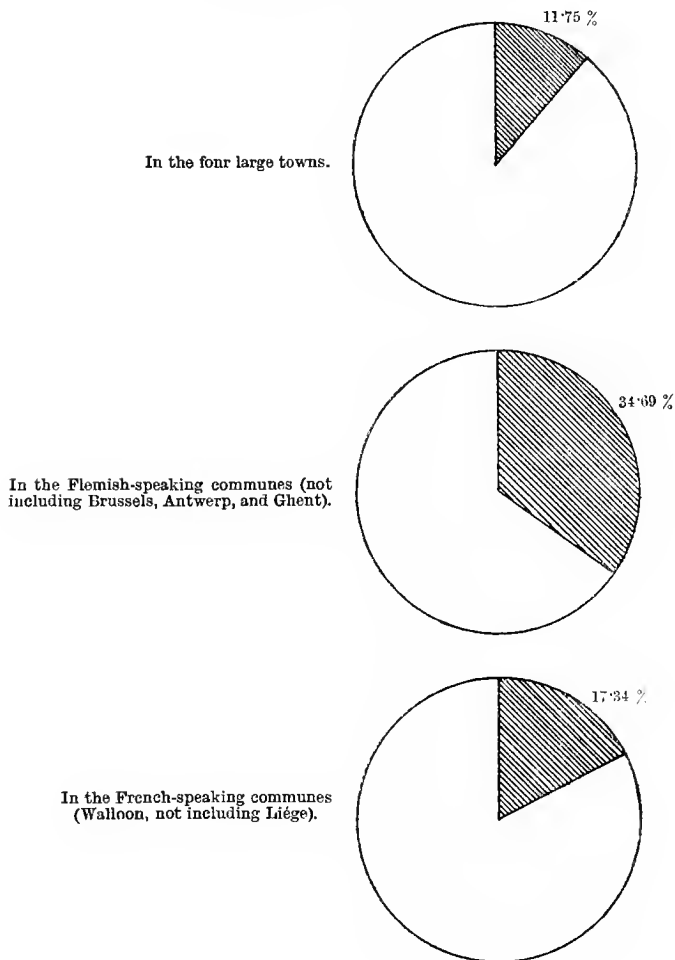 11·75 %
In the four large towns.
34·69 %
In the Flemish-speaking communes (not
including Brussels, Antwerp, and Ghent).
17·34 %
In the French-speaking communes
(Walloon, not including Liége).